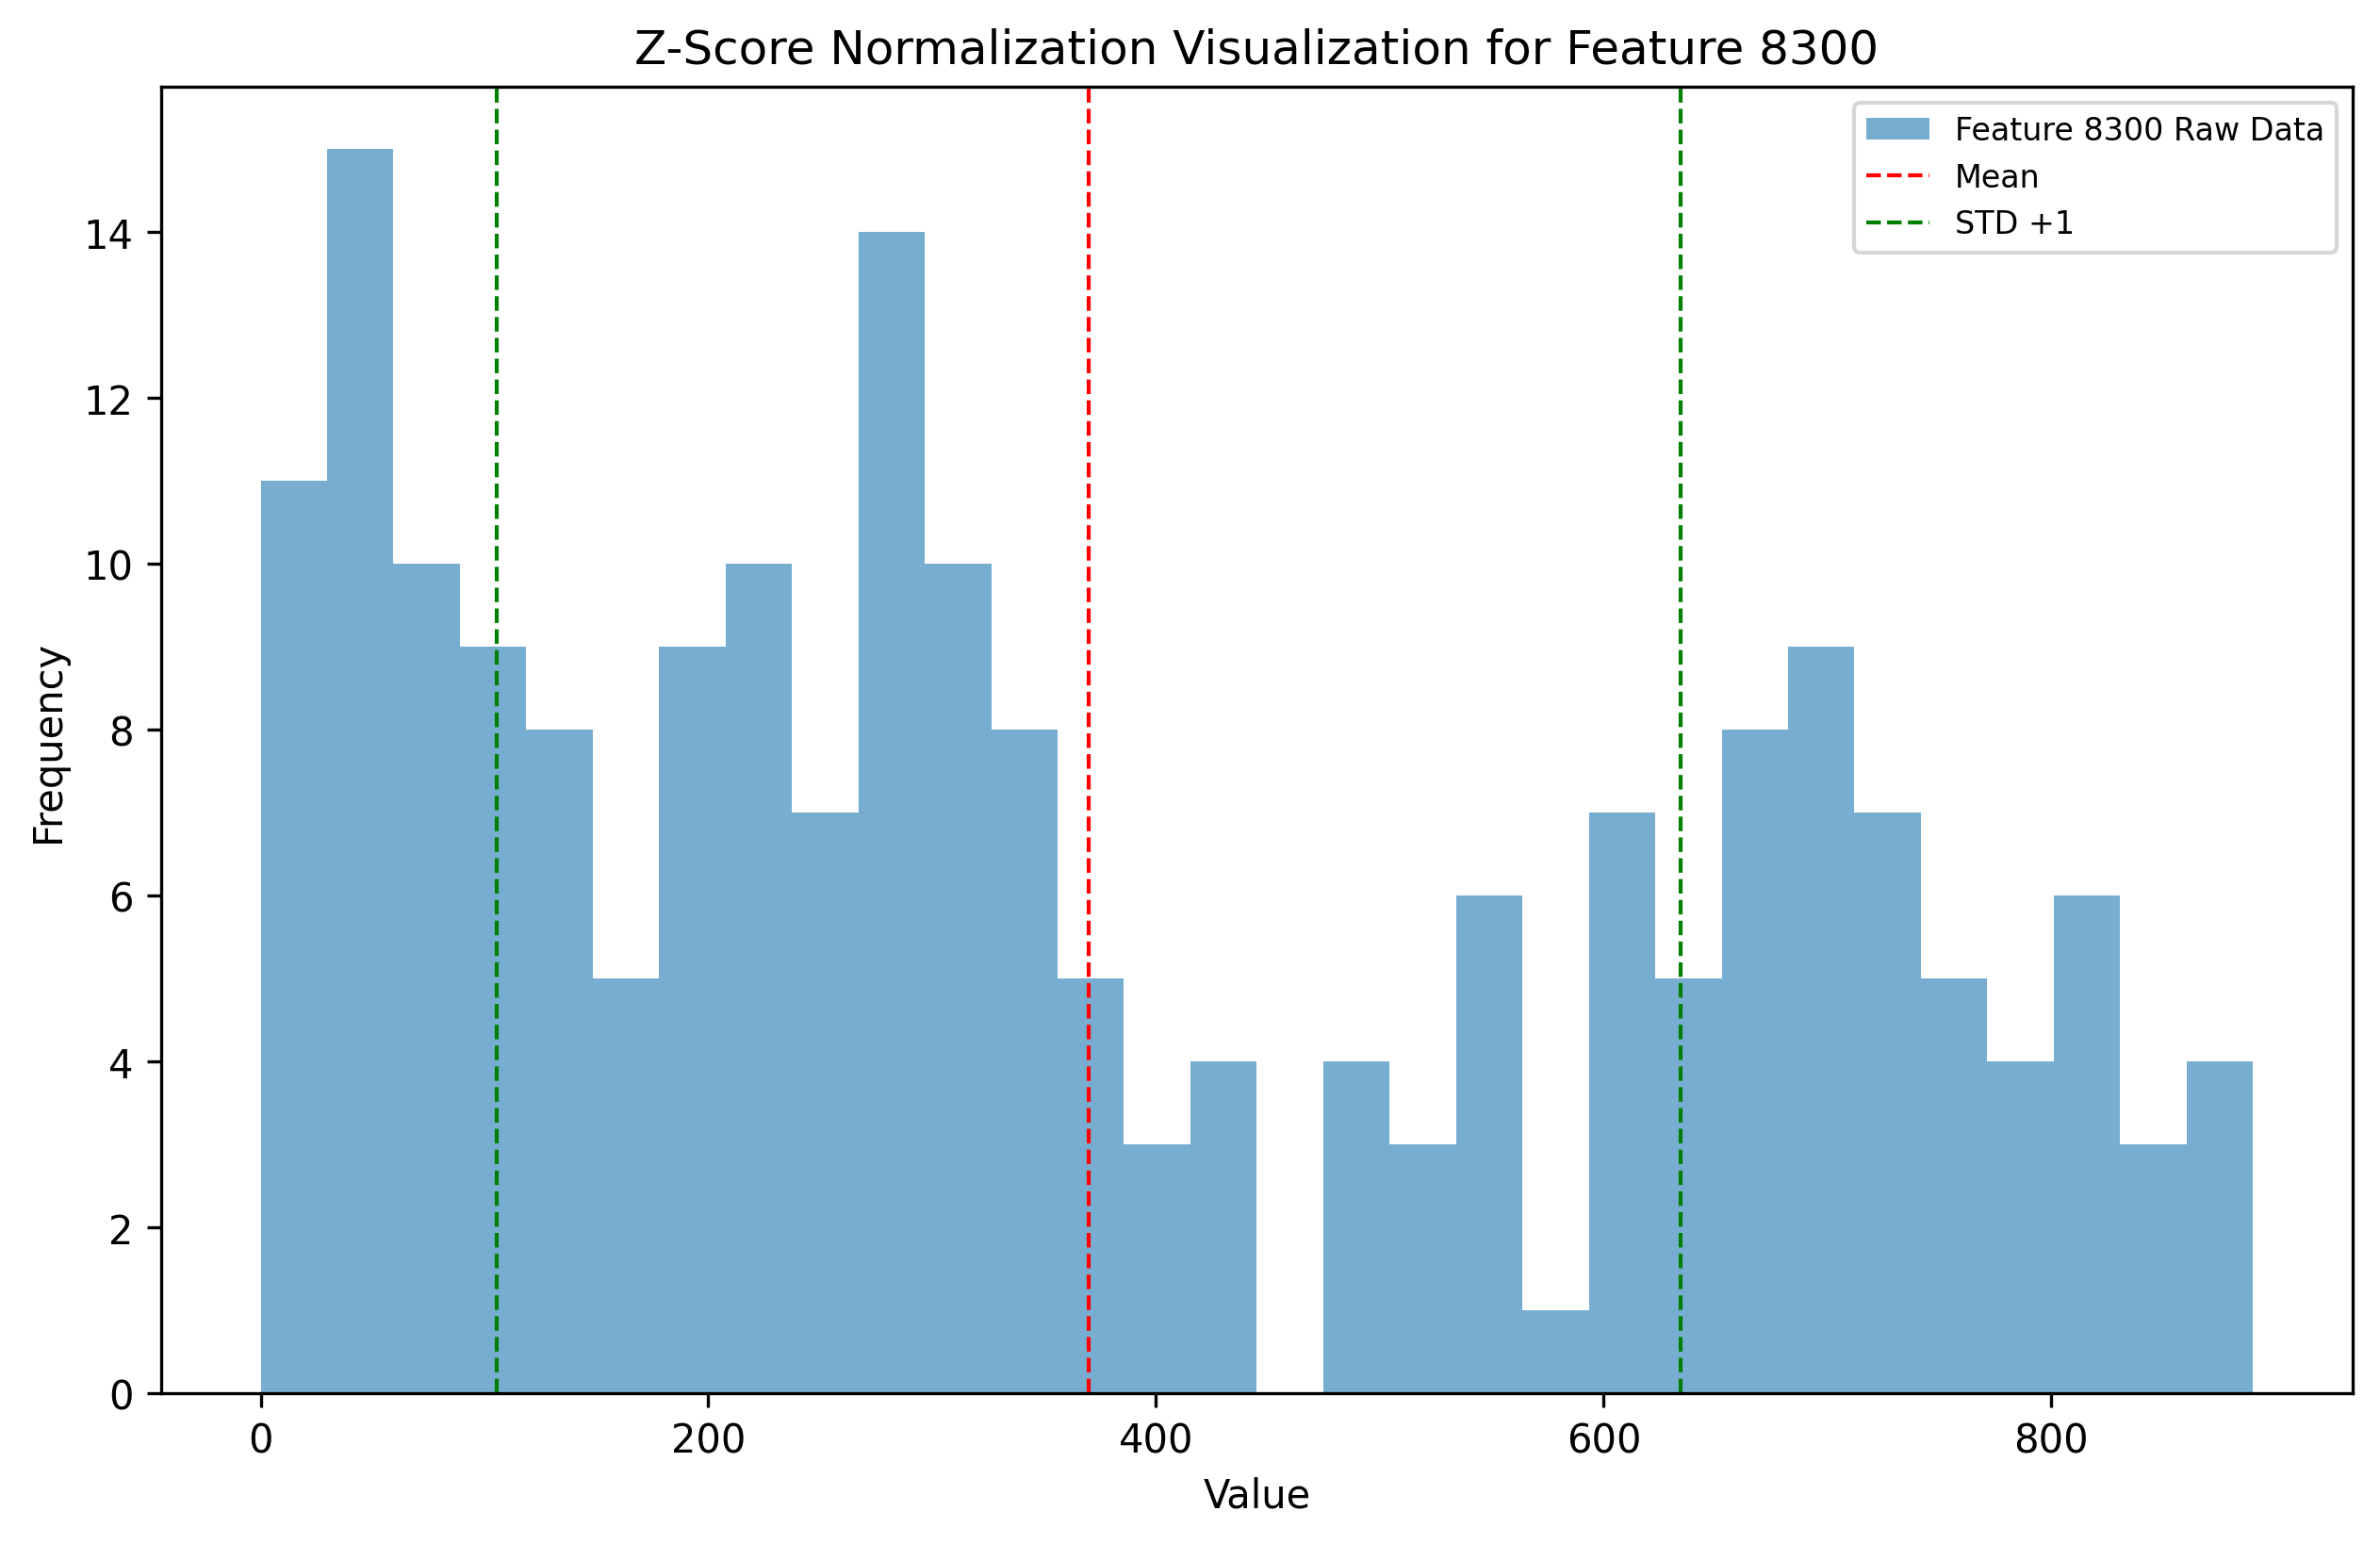 Z-Score Normalization Visualization for Feature 8300
Feature 8300 Raw Data
Mean
STD +1
14
12
10
8
6
4
2
0
Frequency
0 200 400 600 800
Value